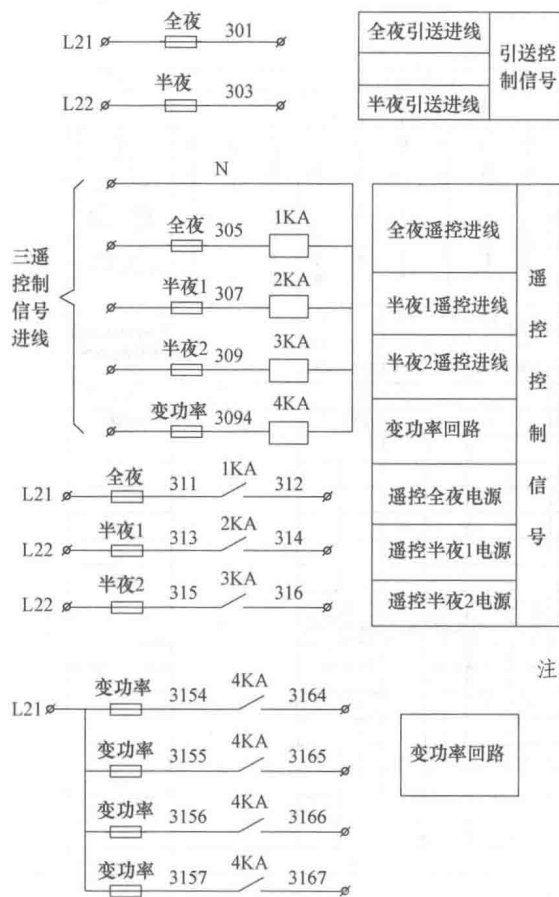 L21 全夜 301
L22 半夜 303
全夜引送进线
半夜引送进线
引送控
制信号
三遥
控制
信号
进线
N
全夜 305 1KA
半夜1 307 2KA
半夜2 309 3KA
变功率 3094 4KA
L21 全夜 311 1KA 312
L22 半夜1 313 2KA 314
L22 半夜2 315 3KA 316
全夜遥控进线
半夜1遥控进线
半夜2遥控进线
变功率回路
遥控全夜电源
遥控半夜1电源
遥控半夜2电源
遥
控
控
制
信
号
注
L21 变功率 3154 4KA 3164
变功率 3155 4KA 3165
变功率 3156 4KA 3166
变功率 3157 4KA 3167
变功率回路